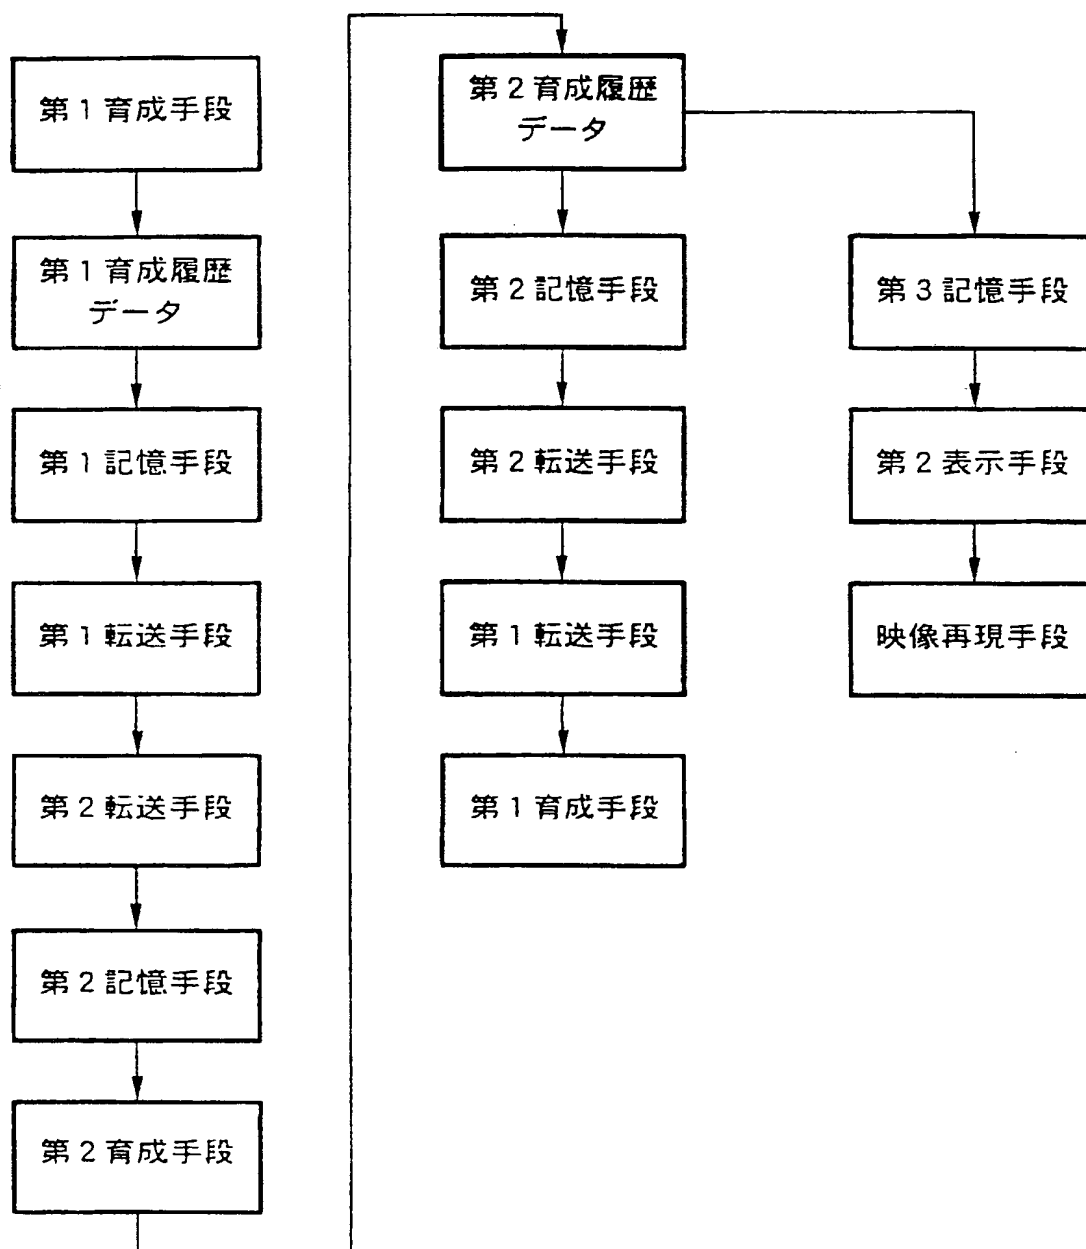 第1育成手段
第1育成履歴
データ
第1記憶手段
第1転送手段
第2転送手段
第2記憶手段
第2育成手段
第2育成履歴
データ
第2記憶手段
第2転送手段
第1転送手段
第1育成手段
第3記憶手段
第2表示手段
映像再現手段